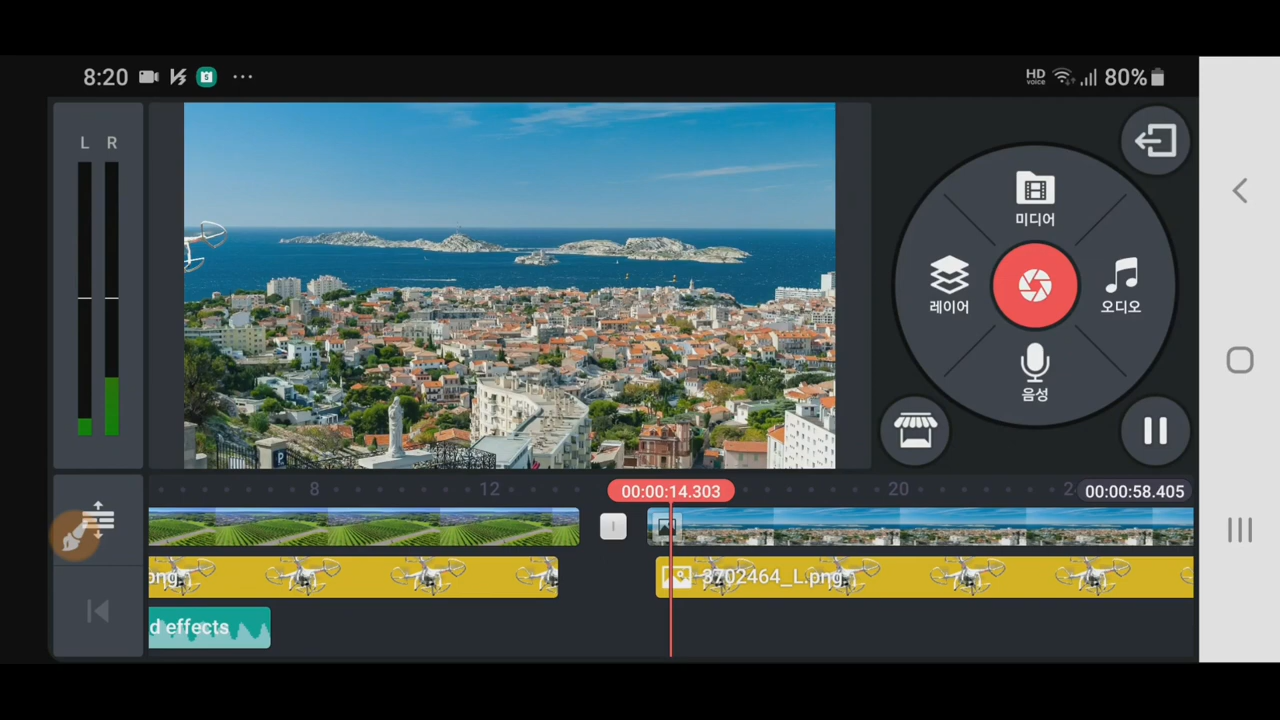 8:20
HD voice
80%
L R
미디어
레이어
오디오
음성
8 12 20
00:00:14.303
00:00:58.405
png
3702464_L.png
d effects